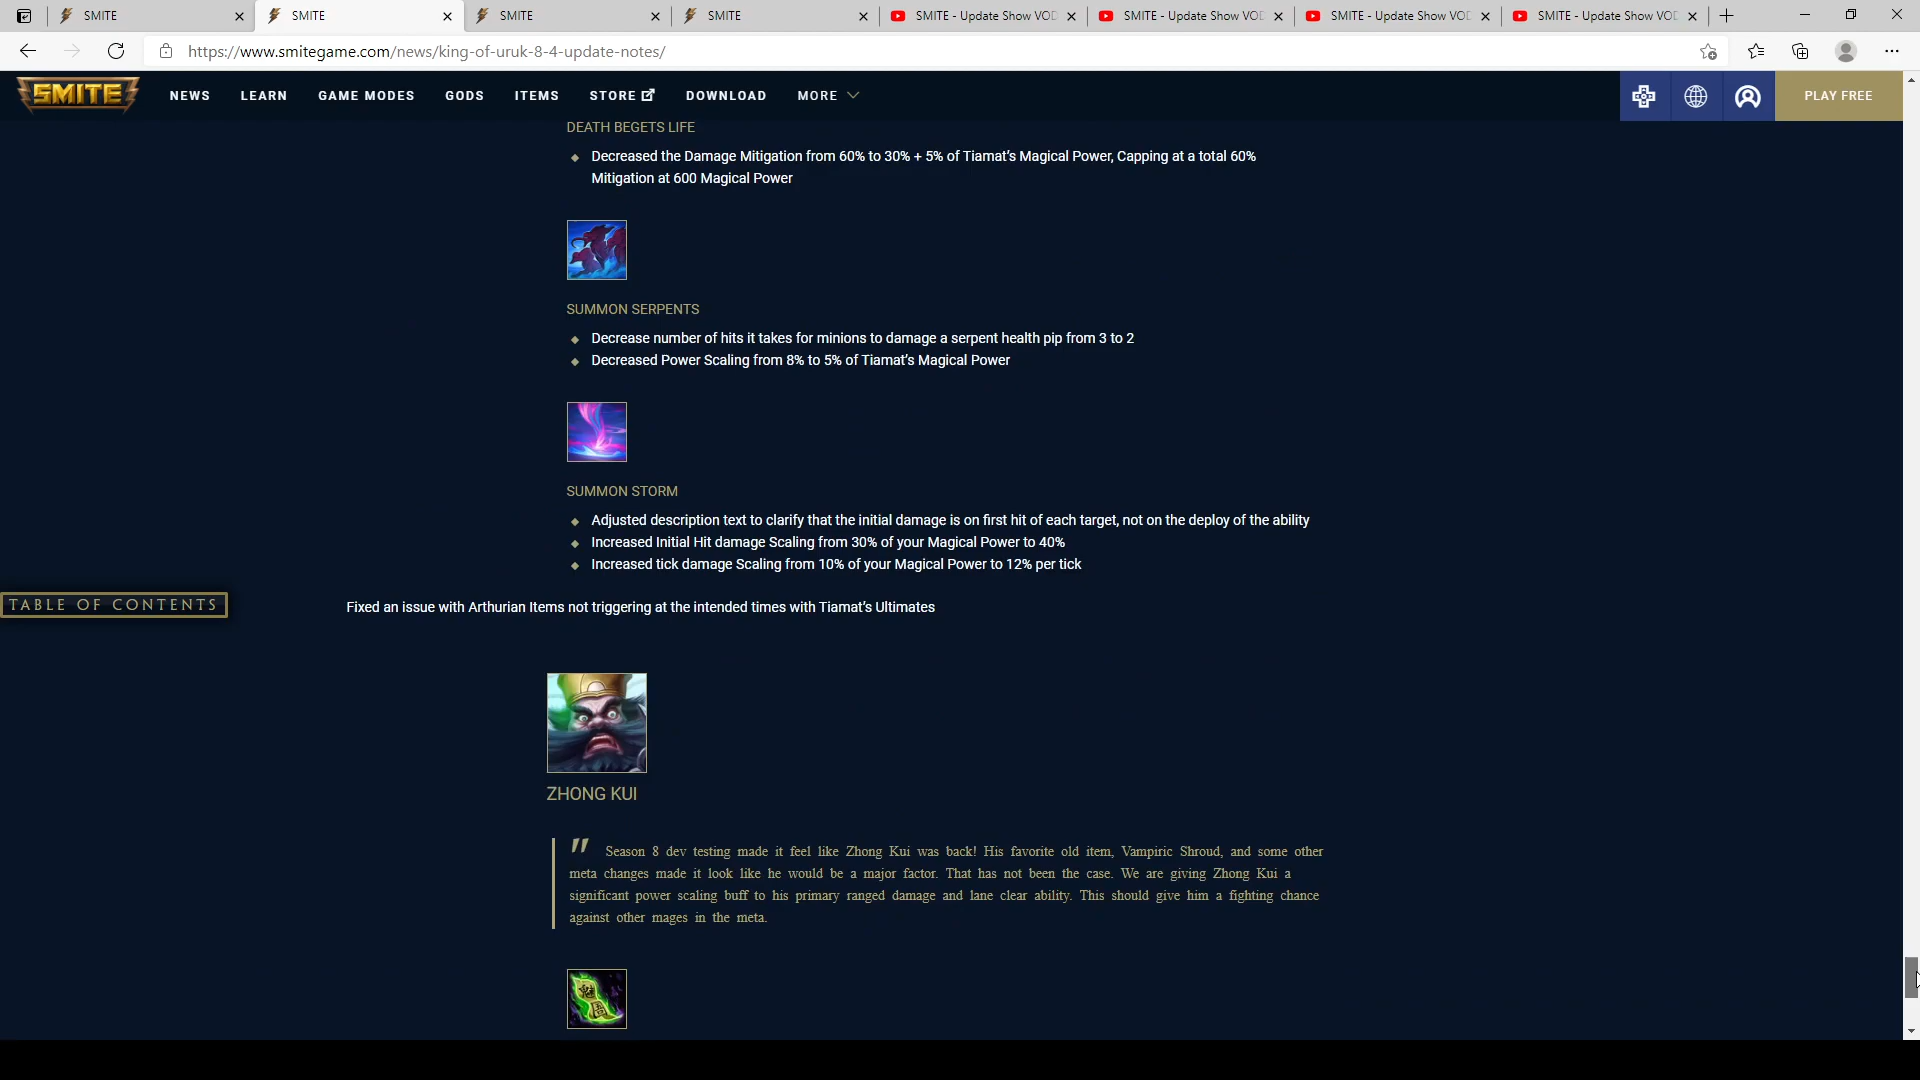 SMITE
SMITE
SMITE
SMITE
SMITE - Update Show VOD
SMITE - Update Show VOD
SMITE - Update Show VOD
SMITE - Update Show VOD
https://www.smitegame.com/news/king-of-uruk-8-4-update-notes/
SMITE
NEWS LEARN GAME MODES GODS ITEMS STORE DOWNLOAD MORE
PLAY FREE
DEATH BEGETS LIFE
Decreased the Damage Mitigation from 60% to 30% + 5% of Tiamat's Magical Power, Capping at a total 60%
Mitigation at 600 Magical Power
SUMMON SERPENTS
Decrease number of hits it takes for minions to damage a serpent health pip from 3 to 2
Decreased Power Scaling from 8% to 5% of Tiamat's Magical Power
SUMMON STORM
Adjusted description text to clarify that the initial damage is on first hit of each target, not on the deploy of the ability
Increased Initial Hit damage Scaling from 30% of your Magical Power to 40%
Increased tick damage Scaling from 10% of your Magical Power to 12% per tick
TABLE OF CONTENTS
Fixed an issue with Arthurian Items not triggering at the intended times with Tiamat's Ultimates
ZHONG KUI
" Season 8 dev testing made it feel like Zhong Kui was back! His favorite old item, Vampiric Shroud, and some other
meta changes made it look like he would be a major factor. That has not been the case. We are giving Zhong Kui a
significant power scaling buff to his primary ranged damage and lane clear ability. This should give him a fighting chance
against other mages in the meta.